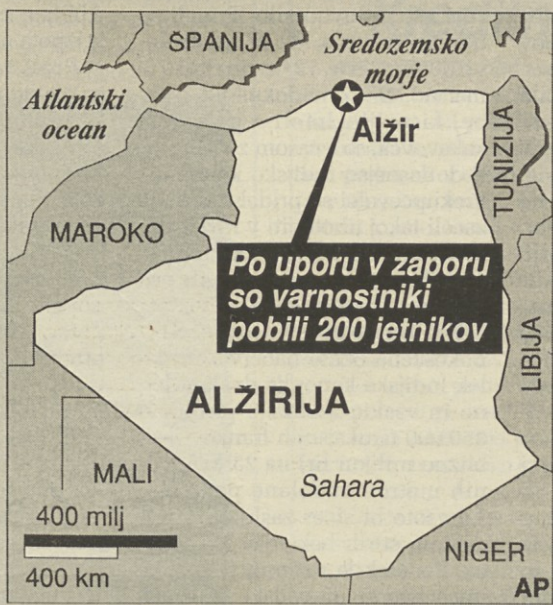 ŠPANIJA
Sredozemsko
morje
Atlantski
ocean
Alžir
TUNIZIJA
MAROKO
Po uporu v zaporu
so varnostniki
pobili 200 jetnikov
LIBIJA
ALŽIRIJA
MALI
Sahara
400 milj
400 km
NIGER
AP